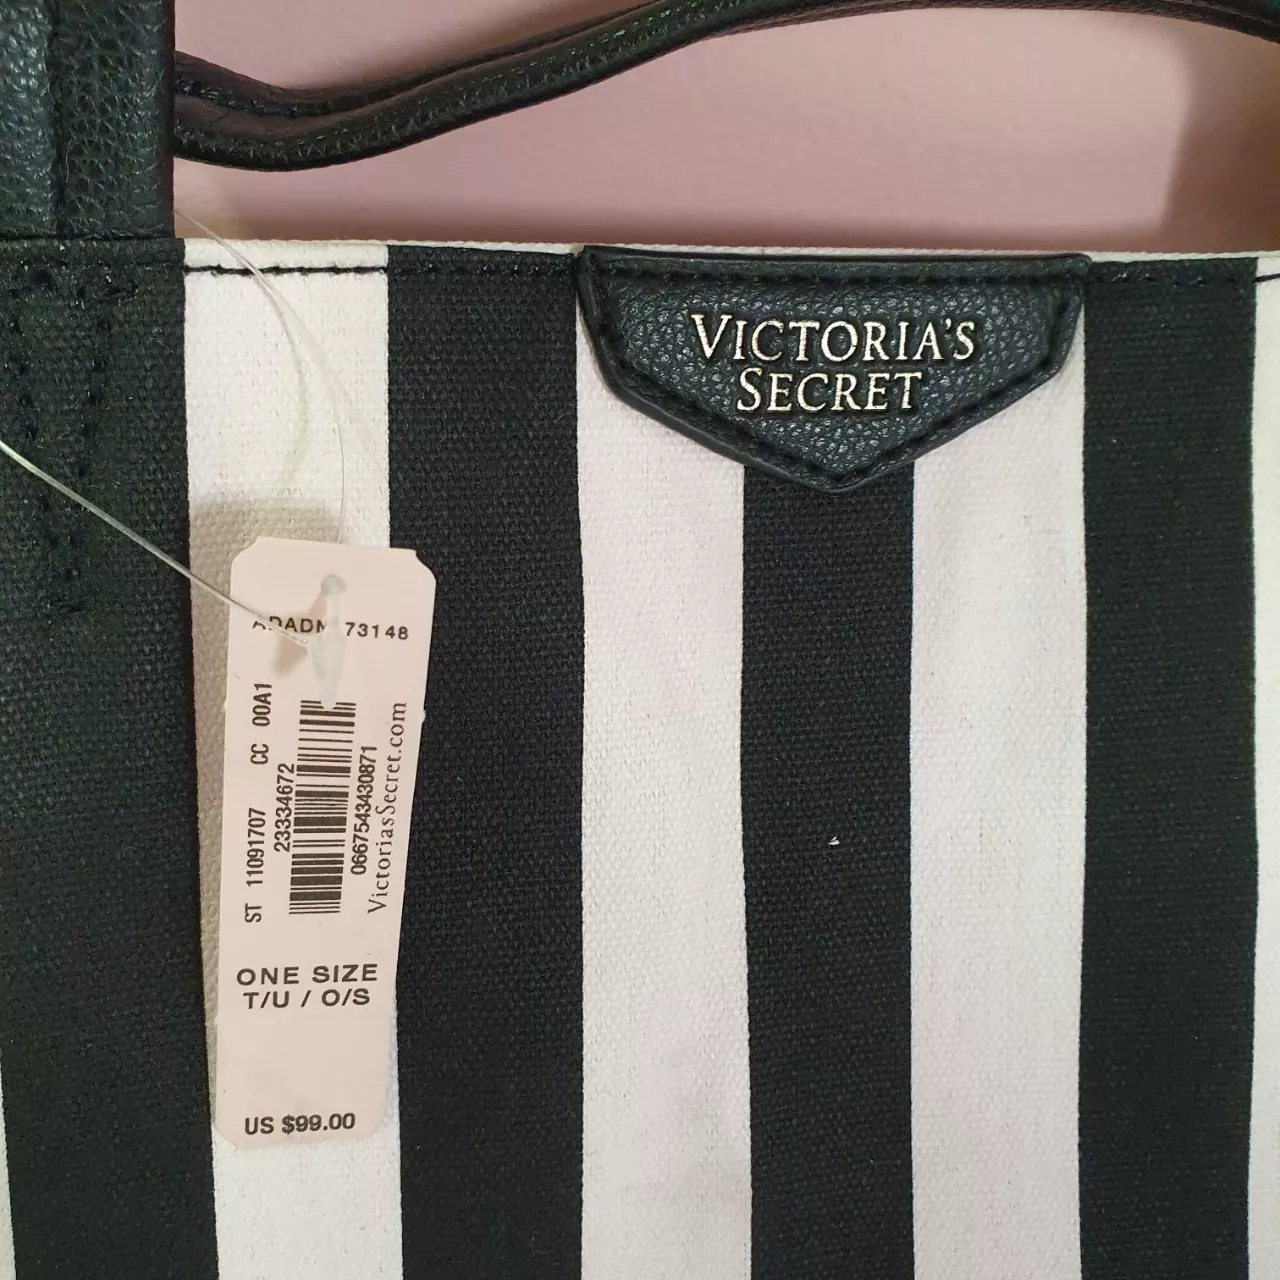 VICTORIA'S
SECRET
73148
ST 11091707 CC 00A1
23334672
0667543430871
VictoriasSecret.com
ONE SIZE
T/U / O/S
US $99.00